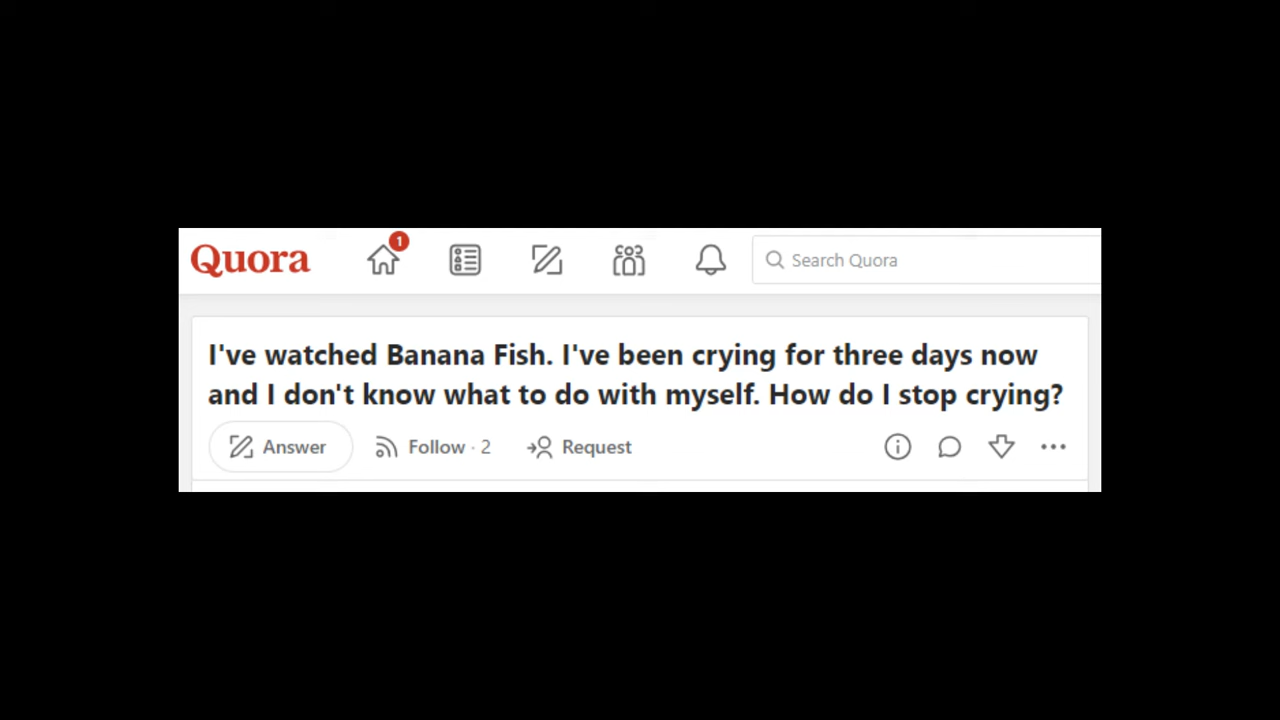 Quora 1 Search Quora
I've watched Banana Fish. I've been crying for three days now
and I don't know what to do with myself. How do I stop crying?
Answer Follow · 2 Request